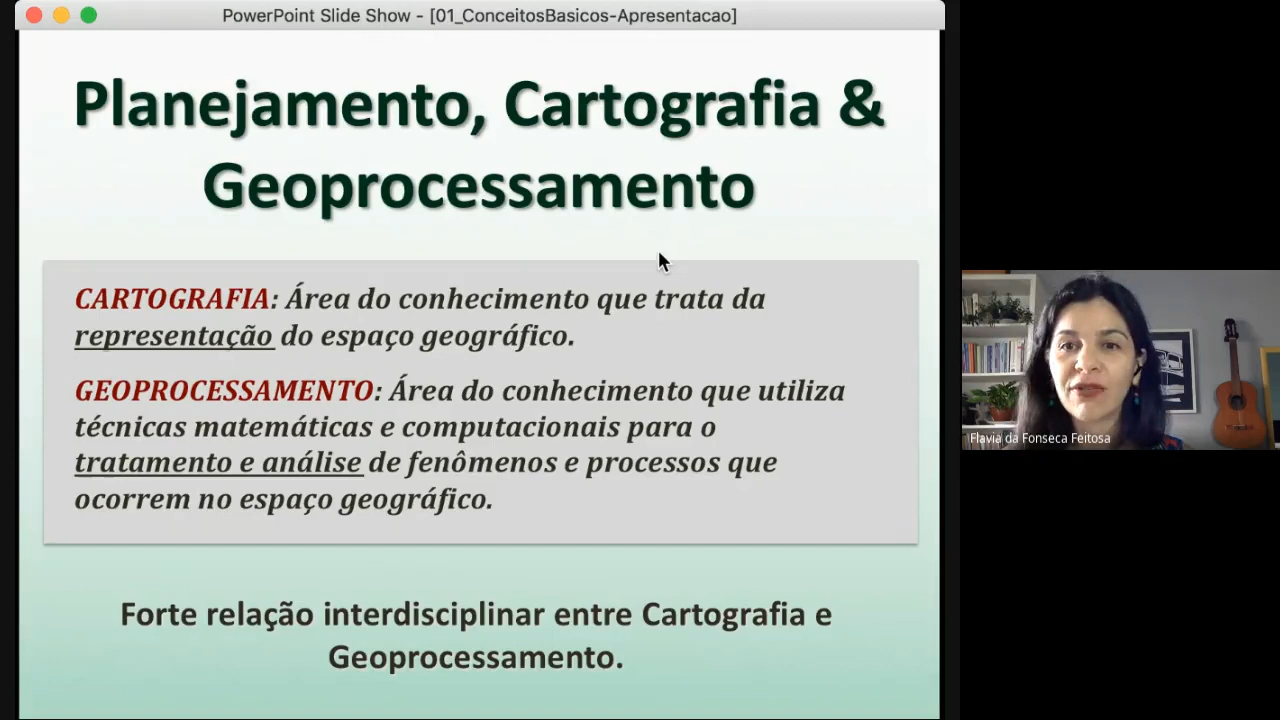 PowerPoint Slide Show - [01_ConceitosBasicos-Apresentacao]
Planejamento, Cartografia &
Geoprocessamento
CARTOGRAFIA: Área do conhecimento que trata da
representação do espaço geográfico.
GEOPROCESSAMENTO: Área do conhecimento que utiliza
técnicas matemáticas e computacionais para o
tratamento e análise de fenômenos e processos que
ocorrem no espaço geográfico.
Forte relação interdisciplinar entre Cartografia e
Geoprocessamento.
Flavia da Fonseca Feitosa